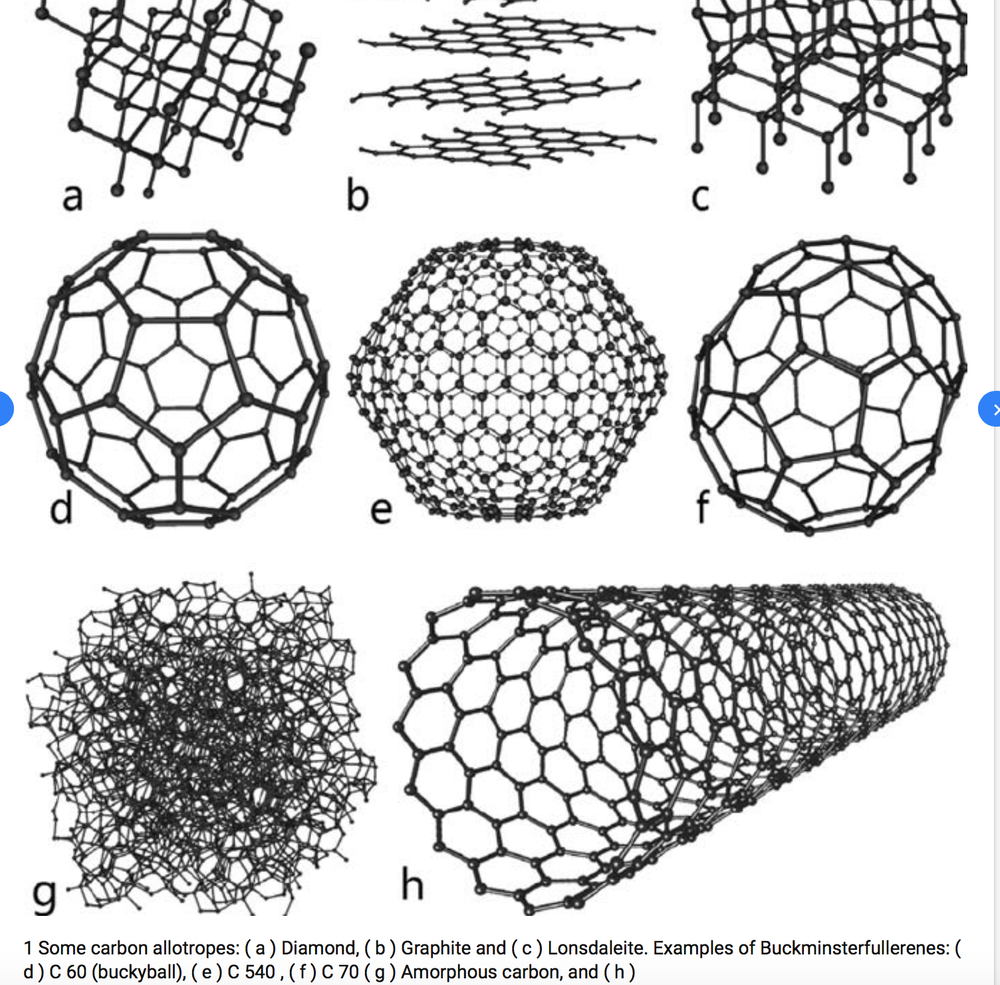 a b c
d e f
g h
1 Some carbon allotropes: ( a ) Diamond, ( b ) Graphite and ( c ) Lonsdaleite. Examples of Buckminsterfullerenes: (
d ) C 60 (buckyball), ( e ) C 540 , ( f ) C 70 ( g ) Amorphous carbon, and ( h )